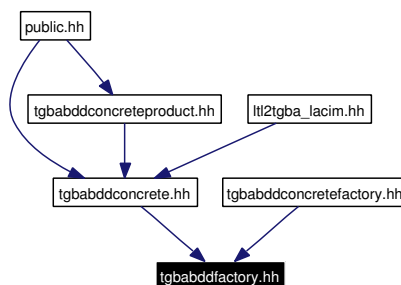 public.hh
tgbabddconcreteproduct.hh
ltl2tgba_lacim.hh
tgbabddconcrete.hh
tgbabddconcretefactory.hh
tgbabddfactory.hh